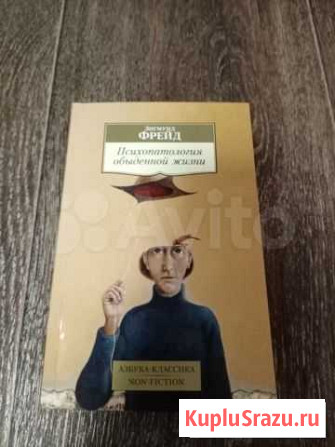 ЗИГМУНД
ФРЕЙД
Психопатология
обыденной жизни
Avito
АЗБУКА-КЛАССИКА
NON-FICTION
KupluSrazu.ru